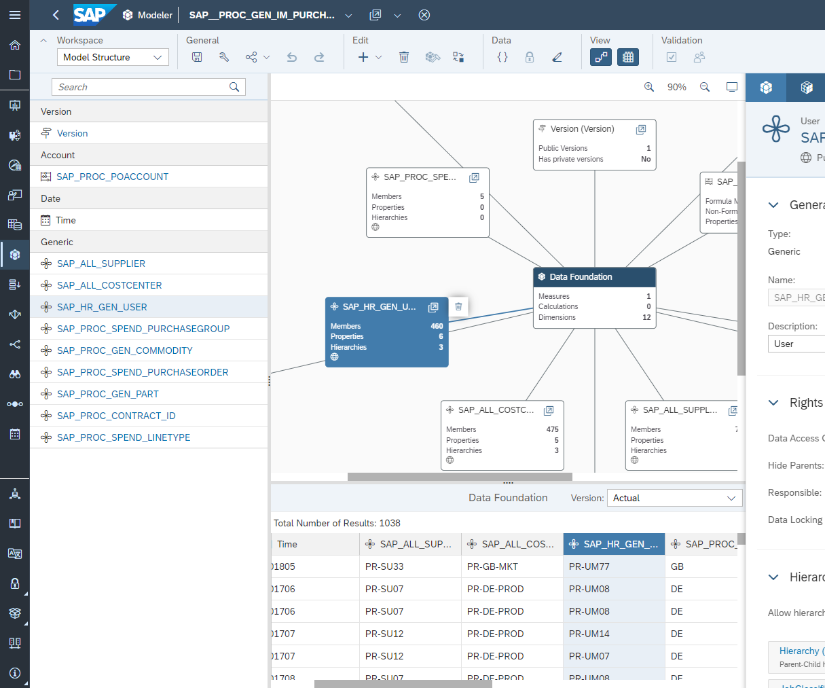 SAP Modeler SAP__PROC_GEN_IM_PURCH...
Workspace
Model Structure
General
Edit
Data
View
Validation
Search
Version
Version
Account
SAP_PROC_POACCOUNT
Date
Time
Generic
SAP_ALL_SUPPLIER
SAP_ALL_COSTCENTER
SAP_HR_GEN_USER
SAP_PROC_SPEND_PURCHASEGROUP
SAP_PROC_GEN_COMMODITY
SAP_PROC_SPEND_PURCHASEORDER
SAP_PROC_GEN_PART
SAP_PROC_CONTRACT_ID
SAP_PROC_SPEND_LINETYPE
90%
Version (Version)
Public Versions 1
Has private versions No
SAP_PROC_SPE...
Members 5
Properties 0
Hierarchies 0
SAP_
Formula M
Non-Form
Properties
Data Foundation
Measures 1
Calculations 0
Dimensions 12
SAP_HR_GEN_U...
Members 460
Properties 6
Hierarchies 3
SAP_ALL_COSTC...
Members 475
Properties 5
Hierarchies 3
SAP_ALL_SUPPL...
Members
Properties
Hierarchies
Data Foundation Version: Actual
Total Number of Results: 1038
Time SAP_ALL_SUP... SAP_ALL_COS... SAP_HR_GEN_... SAP_PROC_
01805 PR-SU33 PR-GB-MKT PR-UM77 GB
01706 PR-SU07 PR-DE-PROD PR-UM08 DE
01706 PR-SU07 PR-DE-PROD PR-UM08 DE
01707 PR-SU12 PR-DE-PROD PR-UM14 DE
01707 PR-SU12 PR-DE-PROD PR-UM07 DE
01708 PR-SU07 PR-DE-PROD PR-UM08 DE
User
SAP
Pu
Genera
Type:
Generic
Name:
SAP_HR_GE
Description:
User
Rights
Data Access C
Hide Parents:
Responsible:
Data Locking
Hierarc
Allow hierarch
Hierarchy (
Parent-Child h